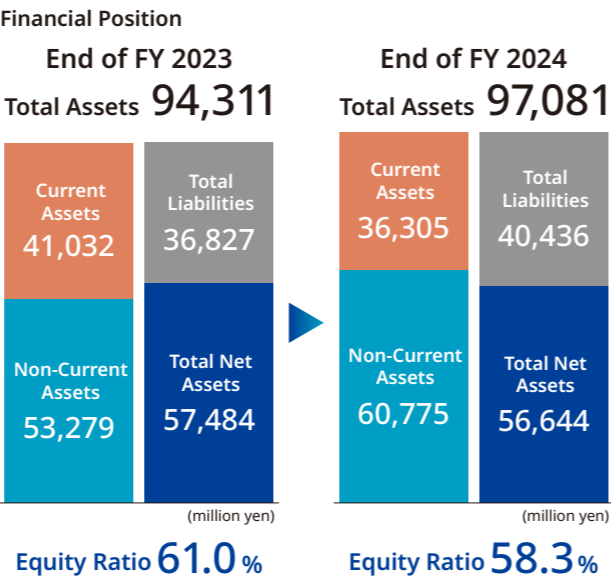 Financial Position
End of FY 2023
Total Assets 94,311
Current
Assets
41,032
Total
Liabilities
36,827
Non-Current
Assets
53,279
Total Net
Assets
57,484
(million yen)
Equity Ratio 61.0 %
End of FY 2024
Total Assets 97,081
Current
Assets
36,305
Total
Liabilities
40,436
Non-Current
Assets
60,775
Total Net
Assets
56,644
(million yen)
Equity Ratio 58.3 %